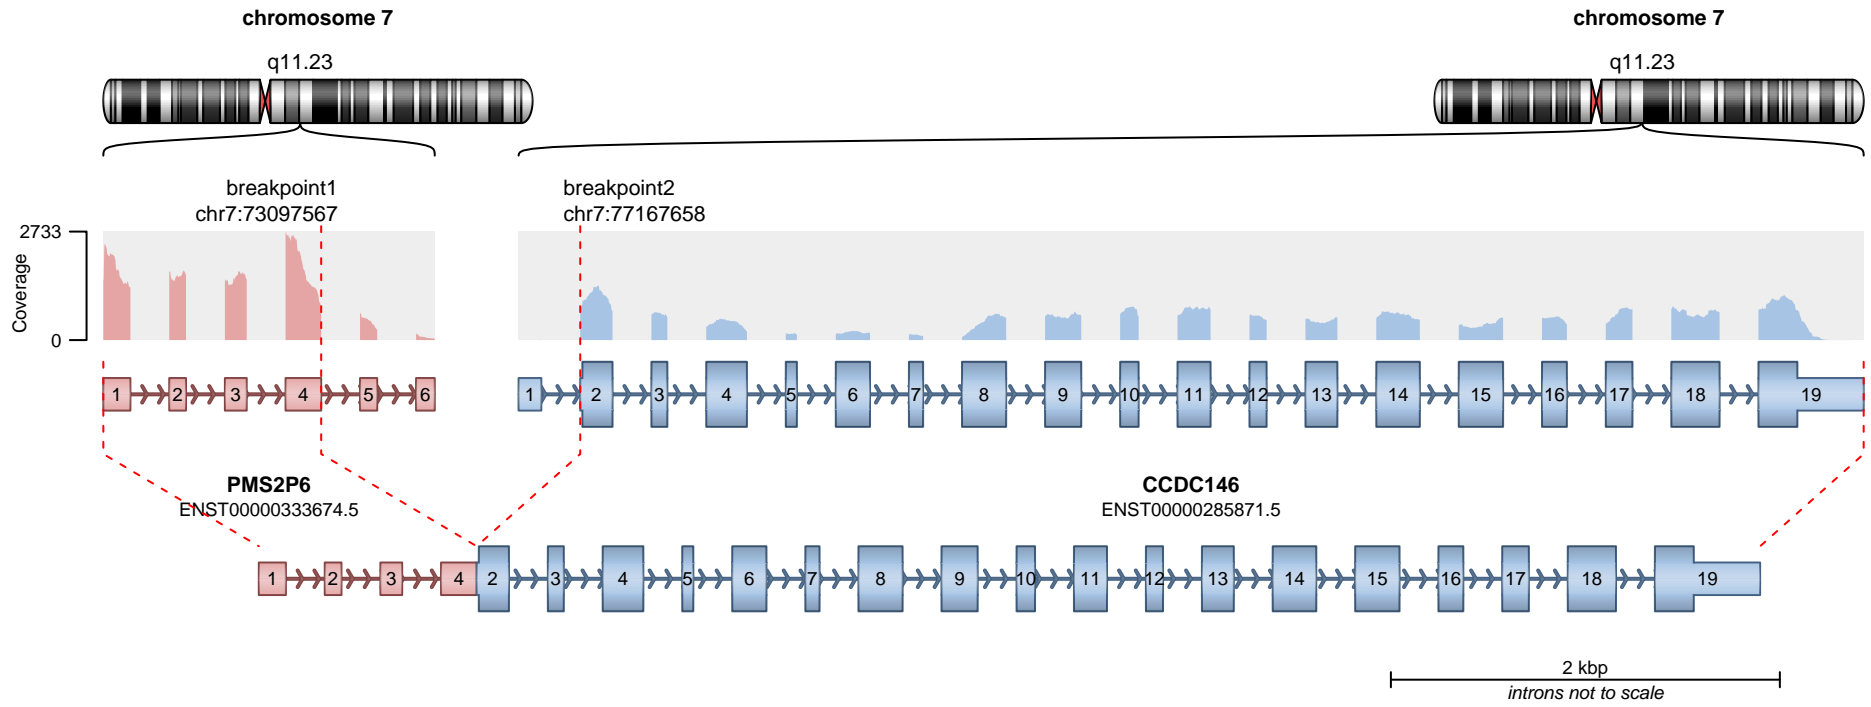 chromosome 7
chromosome 7
q11.23
q11.23
breakpoint1
chr7:73097567
breakpoint2
chr7:77167658
2733
Coverage
0
1 2 3 4 5 6
1 2 3 4 5 6 7 8 9 10 11 12 13 14 15 16 17 18 19
PMS2P6
ENST00000333674.5
CCDC146
ENST00000285871.5
1 2 3 4 2 3 4 5 6 7 8 9 10 11 12 13 14 15 16 17 18 19
2 kbp
introns not to scale